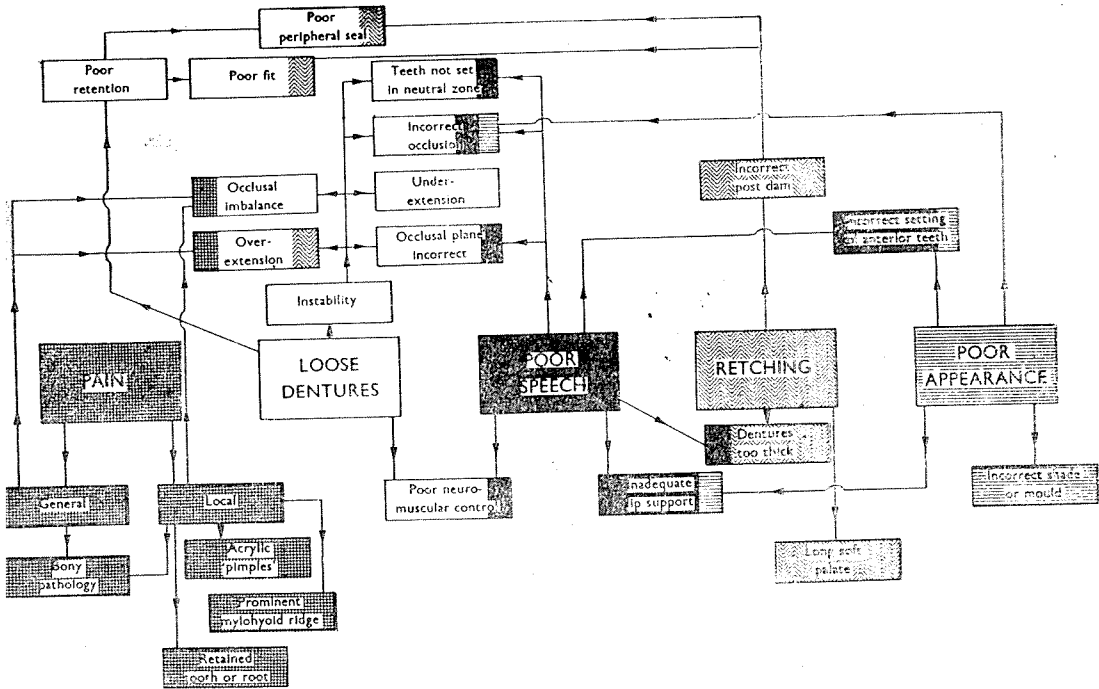 Poor
peripheral seal
Poor
retention
Poor fit
Teeth not set
in neutral zone
Incorrect
occlusion
Incorrect
post dam
Occlusal
imbalance
Under-
extension
Incorrect setting
of anterior teeth
Over-
extension
Occlusal plane
incorrect
Instability
PAIN
LOOSE
DENTURES
POOR
SPEECH
RETCHING
POOR
APPEARANCE
Dentures
too thick
General
Local
Poor neuro-
muscular control
Inadequate
lip support
Incorrect shade
or mould
Bony
pathology
Acrylic
'pimples'
Long soft
palate
Prominent
mylohyoid ridge
Retained
tooth or root